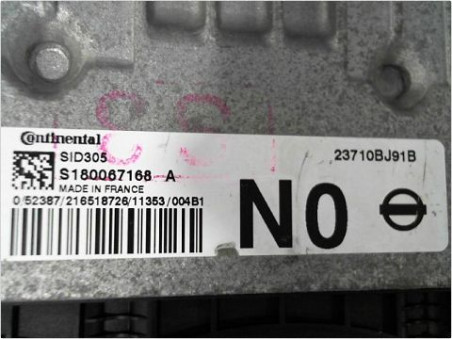 Continental
SID305
23710BJ91B
S180067168 A
MADE IN FRANCE
0/52387/216518726/11353/004B1
N0